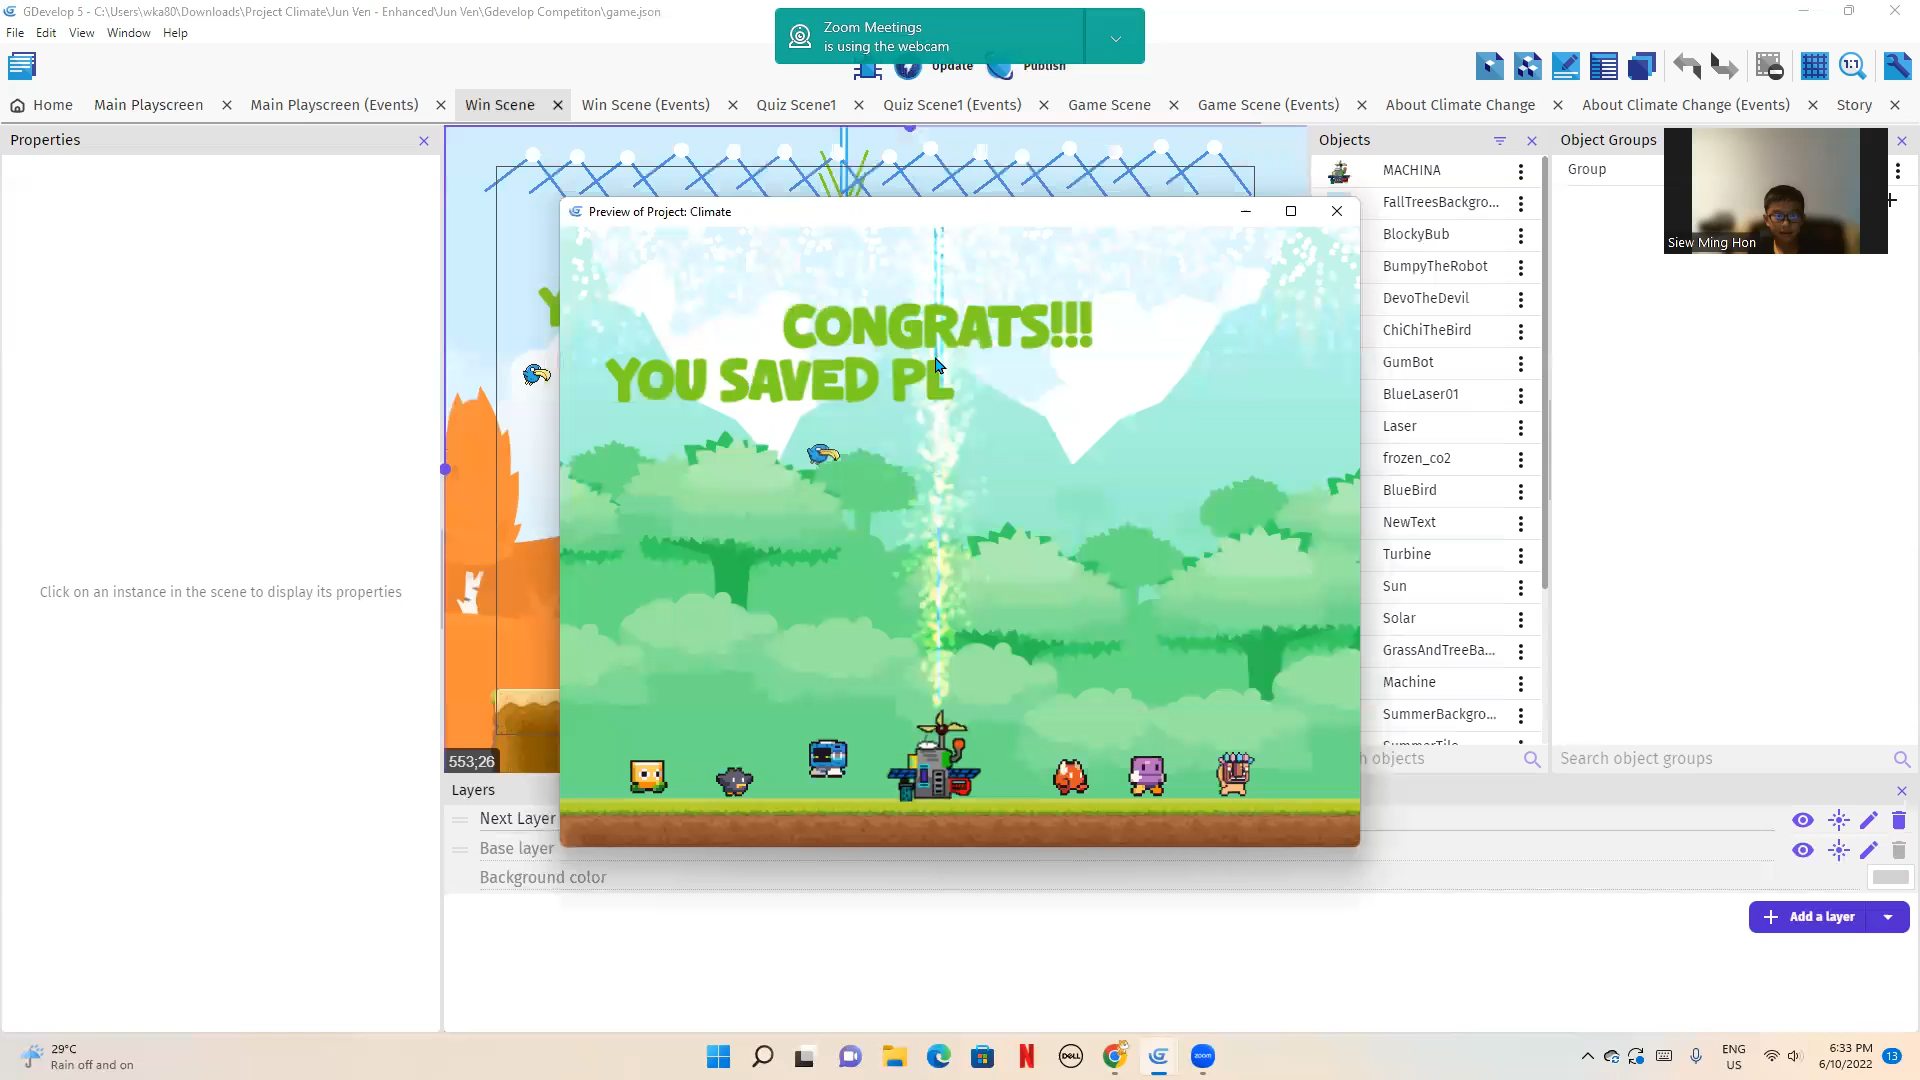 GDevelop 5 - C:\Users\wka80\Downloads\Project Climate\Jun Ven - Enhanced\Jun Ven\Gdevelop Competiton\game.json
File Edit View Window Help
Zoom Meetings
is using the webcam
Update Publish
1:1
Home Main Playscreen Main Playscreen (Events) Win Scene Win Scene (Events) Quiz Scene1 Quiz Scene1 (Events) Game Scene Game Scene (Events) About Climate Change About Climate Change (Events) Story
Properties
Click on an instance in the scene to display its properties
Y
553;26
Preview of Project: Climate
CONGRATS!!!
YOU SAVED PL
Objects
MACHINA
FallTreesBackgro...
BlockyBub
BumpyTheRobot
DevoTheDevil
ChiChiTheBird
GumBot
BlueLaser01
Laser
frozen_co2
BlueBird
NewText
Turbine
Sun
Solar
GrassAndTreeBa...
Machine
SummerBackgro...
SummerTile
h objects
Object Groups
Group
Siew Ming Hon
Search object groups
Layers
Next Layer
Base layer
Background color
Add a layer
29°C
Rain off and on
DELL
zoom
ENG
US
6:33 PM
6/10/2022
13